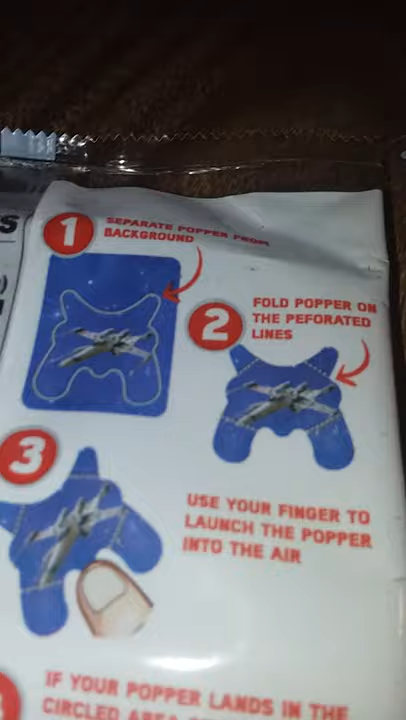 1
SEPARATE POPPER FROM
BACKGROUND
2
FOLD POPPER ON
THE PEFORATED
LINES
3
USE YOUR FINGER TO
LAUNCH THE POPPER
INTO THE AIR
IF YOUR POPPER LANDS IN THE
CIRCLED AREA